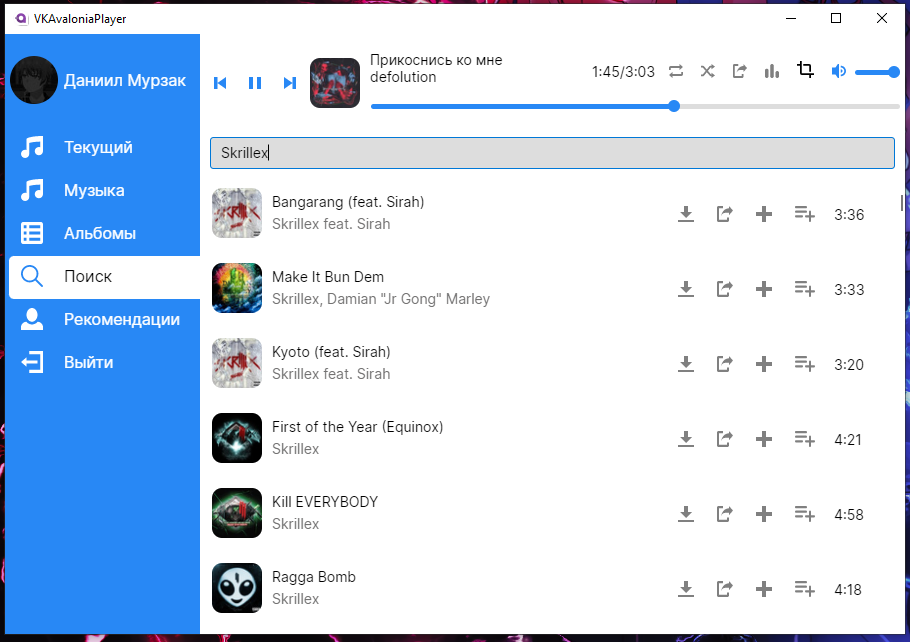 VKAvaloniaPlayer
Даниил Мурзак
Текущий
Музыка
Альбомы
Поиск
Рекомендации
Выйти
Прикоснись ко мне
defolution
1:45/3:03
Skrillex
Bangarang (feat. Sirah)
Skrillex feat. Sirah
3:36
Make It Bun Dem
Skrillex, Damian "Jr Gong" Marley
3:33
Kyoto (feat. Sirah)
Skrillex feat. Sirah
3:20
First of the Year (Equinox)
Skrillex
4:21
Kill EVERYBODY
Skrillex
4:58
Ragga Bomb
Skrillex
4:18